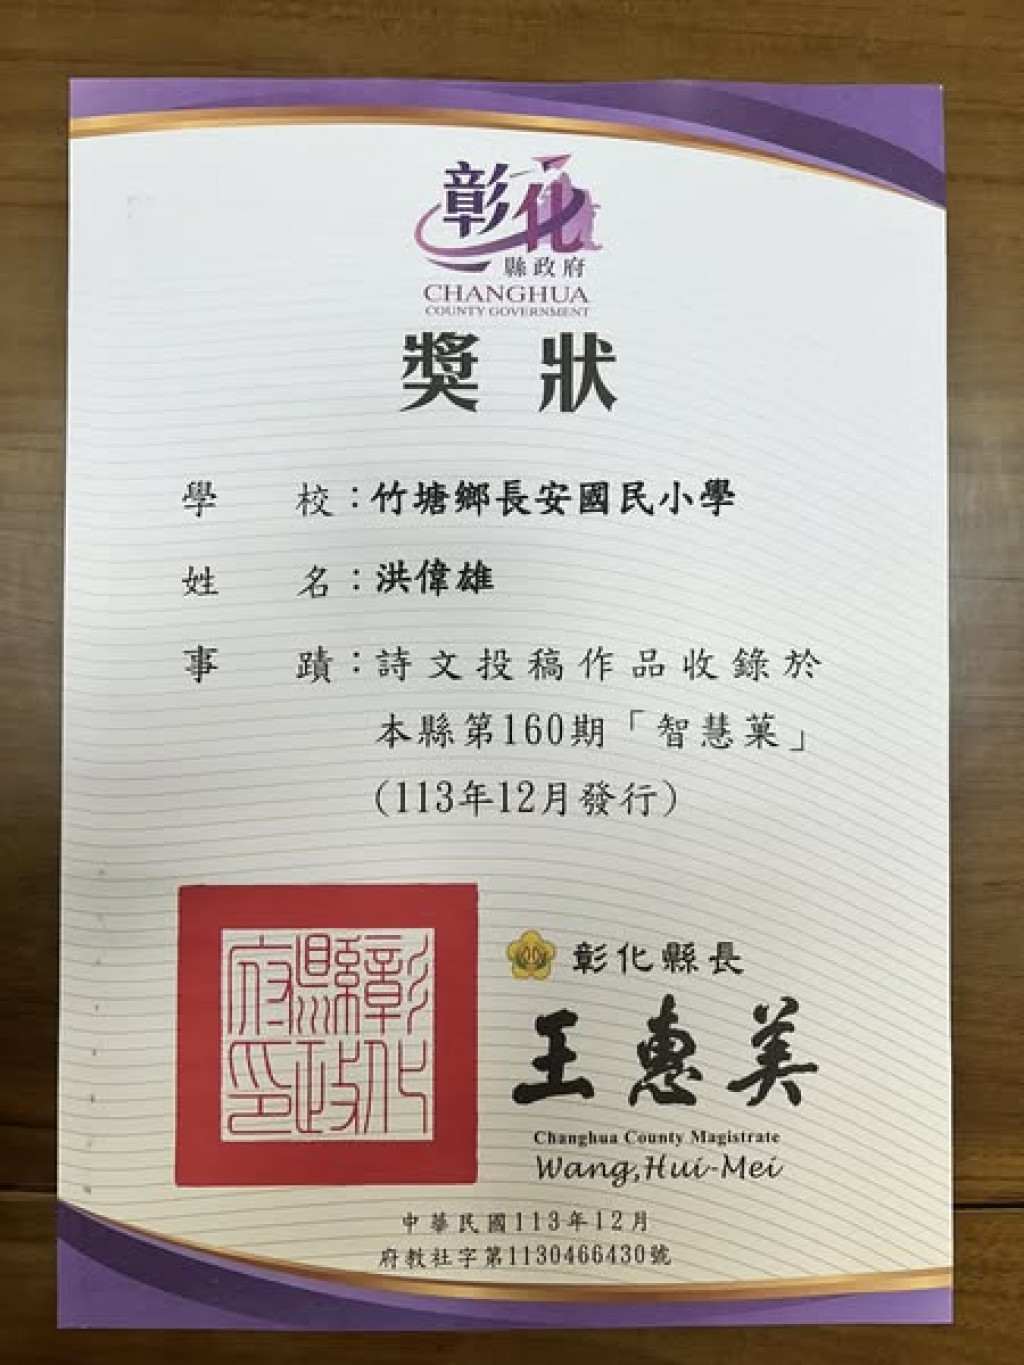 彰化
縣政府
CHANGHUA
COUNTY GOVERNMENT
獎狀
學校：竹塘鄉長安國民小學
姓名：洪偉雄
事蹟：詩文投稿作品收錄於
本縣第160期「智慧菓」
(113年12月發行)
彰化縣政府印
彰化縣長
王惠美
Changhua County Magistrate
Wang,Hui-Mei
中華民國113年12月
府教社字第1130466430號